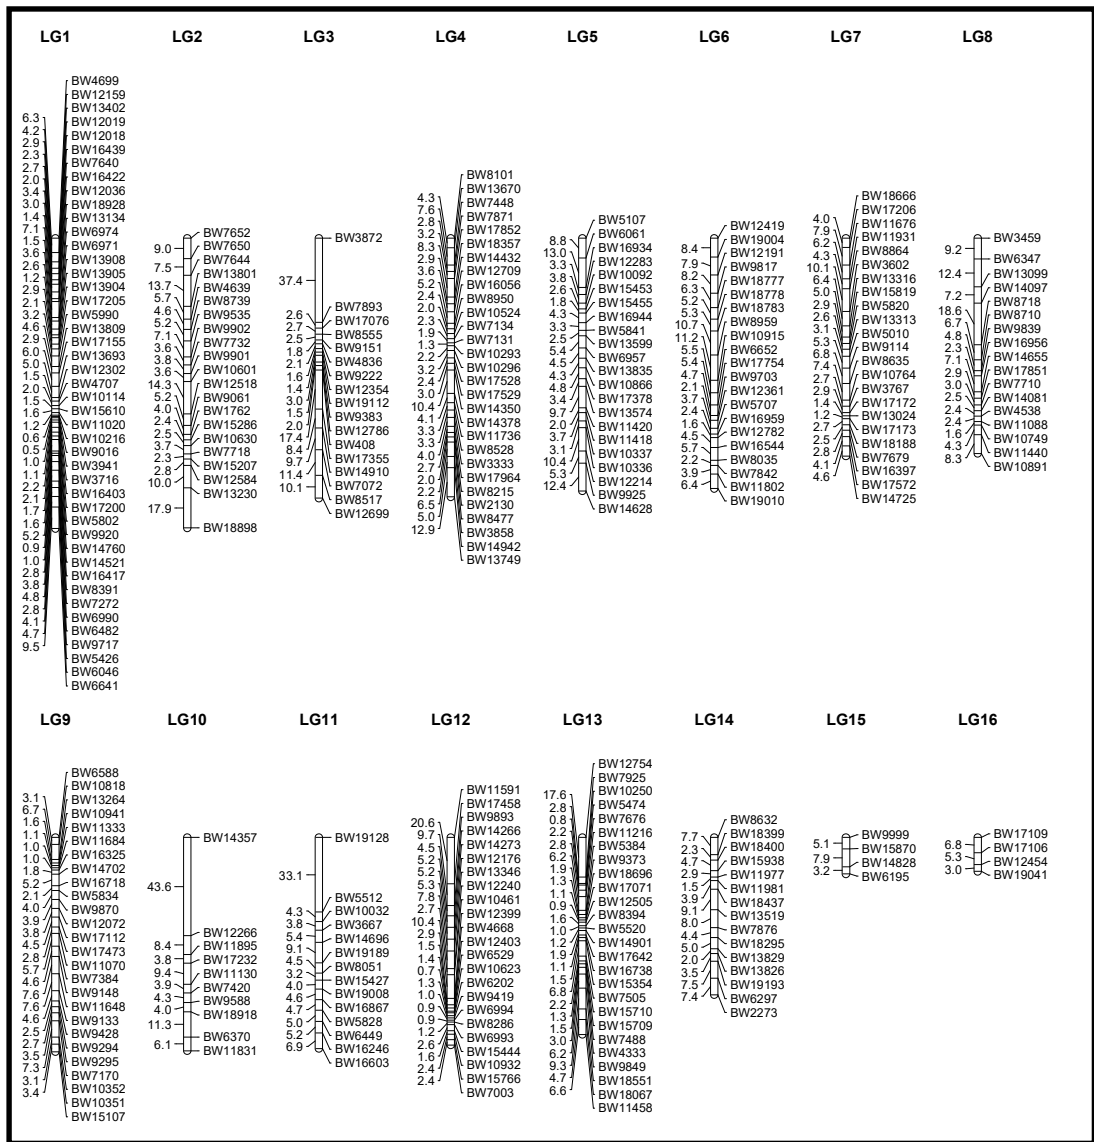 LG1
6.3
4.2
2.9
2.3
2.7
2.0
3.4
3.0
1.4
7.1
1.5
3.6
2.6
1.2
2.9
2.1
3.2
4.6
2.9
6.0
5.0
1.5
2.0
1.5
1.6
1.2
0.6
0.5
1.0
1.1
2.2
2.1
1.7
1.6
5.2
0.9
1.0
2.8
3.8
4.8
2.8
4.1
4.7
9.5
BW4699
BW12159
BW13402
BW12019
BW12018
BW16439
BW7640
BW16422
BW12036
BW18928
BW13134
BW6974
BW6971
BW13908
BW13905
BW13904
BW17205
BW5990
BW13809
BW17155
BW13693
BW12302
BW4707
BW10114
BW15610
BW11020
BW10216
BW9016
BW3941
BW3716
BW16403
BW17200
BW5802
BW9920
BW14760
BW14521
BW16417
BW8391
BW7272
BW6990
BW6482
BW9717
BW5426
BW6046
BW6641
LG2
9.0
7.5
13.7
5.7
4.6
5.2
7.1
3.6
3.8
3.6
14.3
5.2
4.0
2.4
2.5
3.7
2.3
2.8
10.0
17.9
BW7652
BW7650
BW7644
BW13801
BW4639
BW8739
BW9535
BW9902
BW7732
BW9901
BW10601
BW12518
BW9061
BW1762
BW15286
BW10630
BW7718
BW15207
BW12584
BW13230
BW18898
LG3
37.4
2.6
2.7
2.5
1.8
2.1
1.6
1.4
3.0
1.5
2.0
17.4
8.4
9.7
11.4
10.1
BW3872
BW7893
BW17076
BW8555
BW9151
BW4836
BW9222
BW12354
BW19112
BW9383
BW12786
BW408
BW17355
BW14910
BW7072
BW8517
BW12699
LG4
4.3
7.6
2.8
3.2
8.3
2.9
3.6
5.2
2.4
2.0
2.3
1.9
1.3
2.2
3.2
2.4
3.0
10.4
4.1
3.3
3.3
4.0
2.7
2.0
2.2
6.5
5.0
12.9
BW8101
BW13670
BW7448
BW7871
BW17852
BW18357
BW14432
BW12709
BW16056
BW8950
BW10524
BW7134
BW7131
BW10293
BW10296
BW17528
BW17529
BW14350
BW14378
BW11736
BW8528
BW3333
BW17964
BW8215
BW2130
BW8477
BW3858
BW14942
BW13749
LG5
8.8
13.0
3.3
3.8
2.6
1.8
4.3
3.3
2.5
5.4
4.5
4.3
4.8
3.4
9.7
2.0
3.7
3.1
10.4
5.3
12.4
BW5107
BW6061
BW16934
BW12283
BW10092
BW15453
BW15455
BW16944
BW5841
BW13599
BW6957
BW13835
BW10866
BW17378
BW13574
BW11420
BW11418
BW10337
BW10336
BW12214
BW9925
BW14628
LG6
8.4
7.9
8.2
6.3
5.2
5.3
10.7
11.2
5.5
5.4
4.7
2.1
3.7
2.4
1.6
4.5
5.7
2.2
3.9
6.4
BW12419
BW19004
BW12191
BW9817
BW18777
BW18778
BW18783
BW8959
BW10915
BW6652
BW17754
BW9703
BW12361
BW5707
BW16959
BW12782
BW16544
BW8035
BW7842
BW11802
BW19010
LG7
4.0
7.9
6.2
4.3
10.1
6.4
5.0
2.9
2.6
3.1
5.3
6.8
7.4
2.7
2.9
1.4
1.2
2.7
2.5
2.8
4.1
4.6
BW18666
BW17206
BW11676
BW11931
BW8864
BW3602
BW13316
BW15819
BW5820
BW13313
BW5010
BW9114
BW8635
BW10764
BW3767
BW17172
BW13024
BW17173
BW18188
BW7679
BW16397
BW17572
BW14725
LG8
9.2
12.4
7.2
18.6
6.7
4.8
2.3
7.1
2.9
3.0
2.5
2.4
2.4
1.6
4.3
8.3
BW3459
BW6347
BW13099
BW14097
BW8718
BW8710
BW9839
BW16956
BW14655
BW17851
BW7710
BW14081
BW4538
BW11088
BW10749
BW11440
BW10891
LG9
3.1
6.7
1.6
1.1
1.0
1.0
1.8
5.2
2.1
4.0
3.9
3.8
4.5
2.8
5.7
4.6
7.6
7.6
4.6
2.5
2.7
3.5
7.3
3.1
3.4
BW6588
BW10818
BW13264
BW10941
BW11333
BW11684
BW16325
BW14702
BW16718
BW5834
BW9870
BW12072
BW17112
BW17473
BW11070
BW7384
BW9148
BW11648
BW9133
BW9428
BW9294
BW9295
BW7170
BW10352
BW10351
BW15107
LG10
43.6
8.4
3.8
9.4
3.9
4.3
4.0
11.3
6.1
BW14357
BW12266
BW11895
BW17232
BW11130
BW7420
BW9588
BW18918
BW6370
BW11831
LG11
33.1
4.3
3.8
5.4
9.1
4.5
3.2
4.0
4.6
4.7
5.0
5.2
6.9
BW19128
BW5512
BW10032
BW3667
BW14696
BW19189
BW8051
BW15427
BW19008
BW16867
BW5828
BW6449
BW16246
BW16603
LG12
20.6
9.7
4.5
5.2
5.2
5.3
7.8
2.7
10.4
2.9
1.5
1.4
0.7
1.3
1.0
0.9
0.9
1.2
2.6
1.6
2.4
2.4
BW11591
BW17458
BW9893
BW14266
BW14273
BW12176
BW13346
BW12240
BW10461
BW12399
BW4668
BW12403
BW6529
BW10623
BW6202
BW9419
BW6994
BW8286
BW6993
BW15444
BW10932
BW15766
BW7003
LG13
17.6
2.8
0.8
2.2
2.8
6.2
1.9
1.3
1.1
0.9
1.6
1.0
1.2
1.9
1.1
1.5
6.8
2.2
1.3
1.5
3.0
6.2
9.3
4.7
6.6
BW12754
BW7925
BW10250
BW5474
BW7676
BW11216
BW5384
BW9373
BW18696
BW17071
BW12505
BW8394
BW5520
BW14901
BW17642
BW16738
BW15354
BW7505
BW15710
BW15709
BW7488
BW4333
BW9849
BW18551
BW18067
BW11458
LG14
7.7
2.3
4.7
2.9
1.5
3.9
9.1
8.0
4.4
5.0
2.0
3.5
7.5
7.4
BW8632
BW18399
BW18400
BW15938
BW11977
BW11981
BW18437
BW13519
BW7876
BW18295
BW13829
BW13826
BW19193
BW6297
BW2273
LG15
5.1
7.9
3.2
BW9999
BW15870
BW14828
BW6195
LG16
6.8
5.3
3.0
BW17109
BW17106
BW12454
BW19041